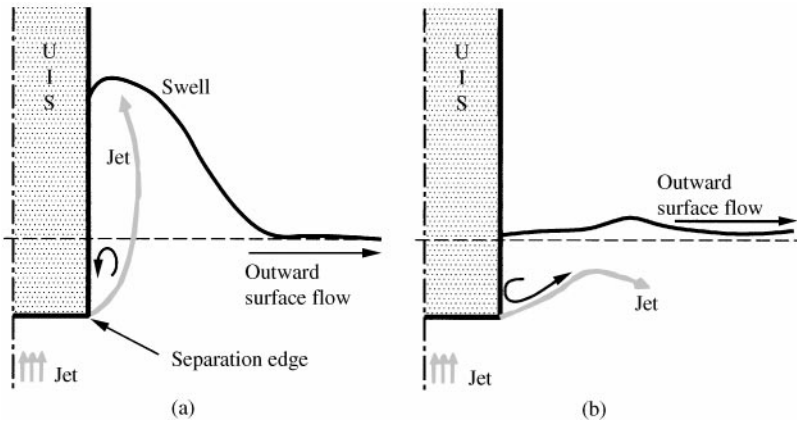 U
I
S
Swell
Jet
Outward
surface flow
Separation edge
Jet
(a)
U
I
S
Outward
surface flow
Jet
Jet
(b)